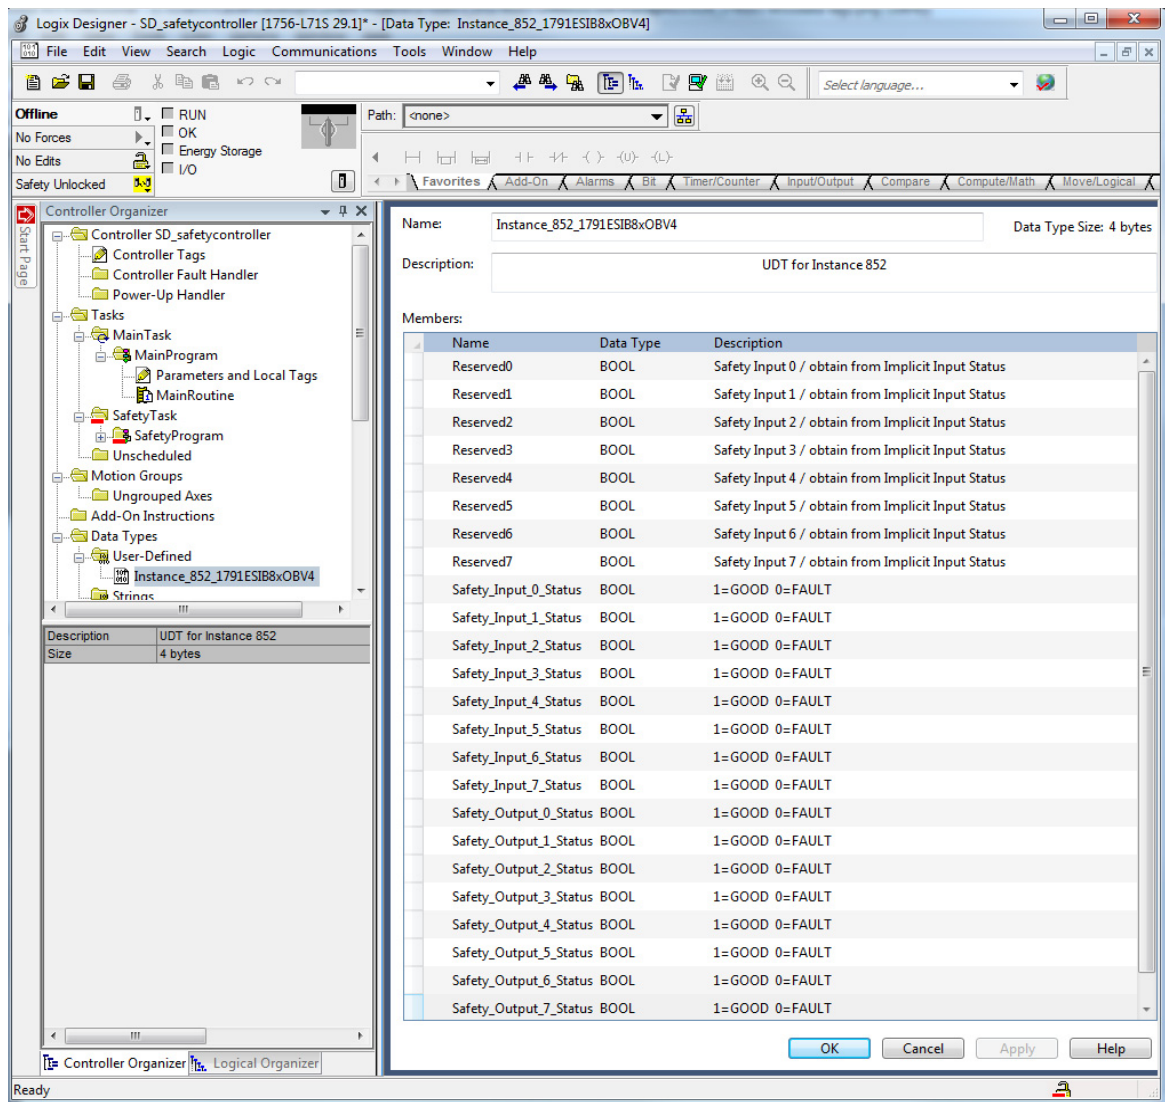 Logix Designer - SD_safetycontroller [1756-L71S 29.1]* - [Data Type: Instance_852_1791ESIB8xOBV4]
File Edit View Search Logic Communications Tools Window Help
Select language...
Offline
RUN
No Forces
OK
No Edits
Energy Storage
I/O
Safety Unlocked
Path: <none>
Favorites Add-On Alarms Bit Timer/Counter Input/Output Compare Compute/Math Move/Logical
Start Page
Controller Organizer
Controller SD_safetycontroller
Controller Tags
Controller Fault Handler
Power-Up Handler
Tasks
MainTask
MainProgram
Parameters and Local Tags
MainRoutine
SafetyTask
SafetyProgram
Unscheduled
Motion Groups
Ungrouped Axes
Add-On Instructions
Data Types
User-Defined
Instance_852_1791ESIB8xOBV4
Strings
Description UDT for Instance 852
Size 4 bytes
Controller Organizer Logical Organizer
Name: Instance_852_1791ESIB8xOBV4 Data Type Size: 4 bytes
Description: UDT for Instance 852
Members:
Name Data Type Description
Reserved0 BOOL Safety Input 0 / obtain from Implicit Input Status
Reserved1 BOOL Safety Input 1 / obtain from Implicit Input Status
Reserved2 BOOL Safety Input 2 / obtain from Implicit Input Status
Reserved3 BOOL Safety Input 3 / obtain from Implicit Input Status
Reserved4 BOOL Safety Input 4 / obtain from Implicit Input Status
Reserved5 BOOL Safety Input 5 / obtain from Implicit Input Status
Reserved6 BOOL Safety Input 6 / obtain from Implicit Input Status
Reserved7 BOOL Safety Input 7 / obtain from Implicit Input Status
Safety_Input_0_Status BOOL 1=GOOD 0=FAULT
Safety_Input_1_Status BOOL 1=GOOD 0=FAULT
Safety_Input_2_Status BOOL 1=GOOD 0=FAULT
Safety_Input_3_Status BOOL 1=GOOD 0=FAULT
Safety_Input_4_Status BOOL 1=GOOD 0=FAULT
Safety_Input_5_Status BOOL 1=GOOD 0=FAULT
Safety_Input_6_Status BOOL 1=GOOD 0=FAULT
Safety_Input_7_Status BOOL 1=GOOD 0=FAULT
Safety_Output_0_Status BOOL 1=GOOD 0=FAULT
Safety_Output_1_Status BOOL 1=GOOD 0=FAULT
Safety_Output_2_Status BOOL 1=GOOD 0=FAULT
Safety_Output_3_Status BOOL 1=GOOD 0=FAULT
Safety_Output_4_Status BOOL 1=GOOD 0=FAULT
Safety_Output_5_Status BOOL 1=GOOD 0=FAULT
Safety_Output_6_Status BOOL 1=GOOD 0=FAULT
Safety_Output_7_Status BOOL 1=GOOD 0=FAULT
OK Cancel Apply Help
Ready